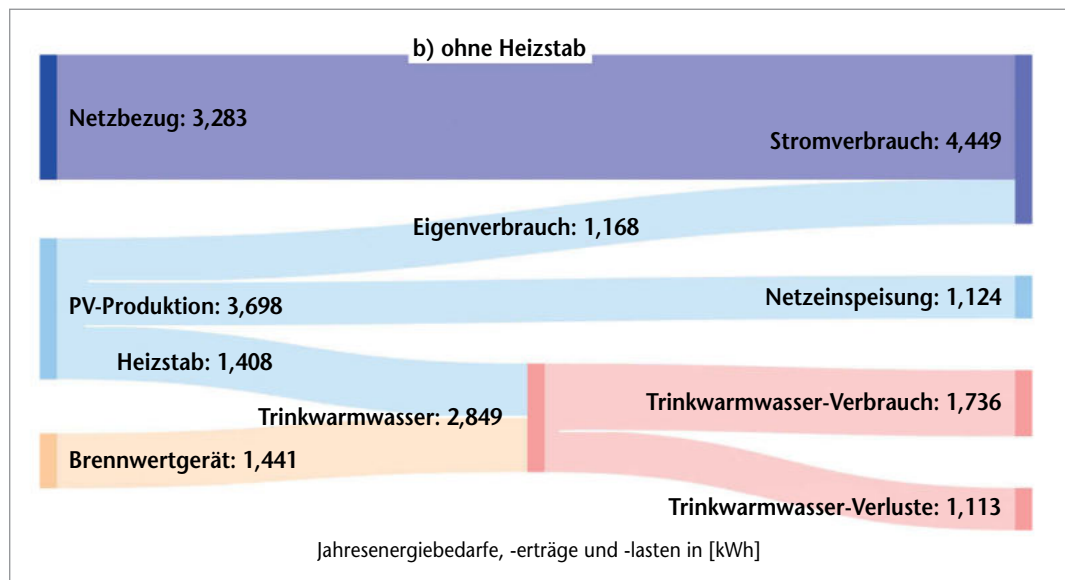 b) ohne Heizstab
Netzbezug: 3,283
Stromverbrauch: 4,449
Eigenverbrauch: 1,168
PV-Produktion: 3,698
Netzeinspeisung: 1,124
Heizstab: 1,408
Trinkwarmwasser: 2,849
Trinkwarmwasser-Verbrauch: 1,736
Brennwertgerät: 1,441
Trinkwarmwasser-Verluste: 1,113
Jahresenergiebedarfe, -erträge und -lasten in [kWh]